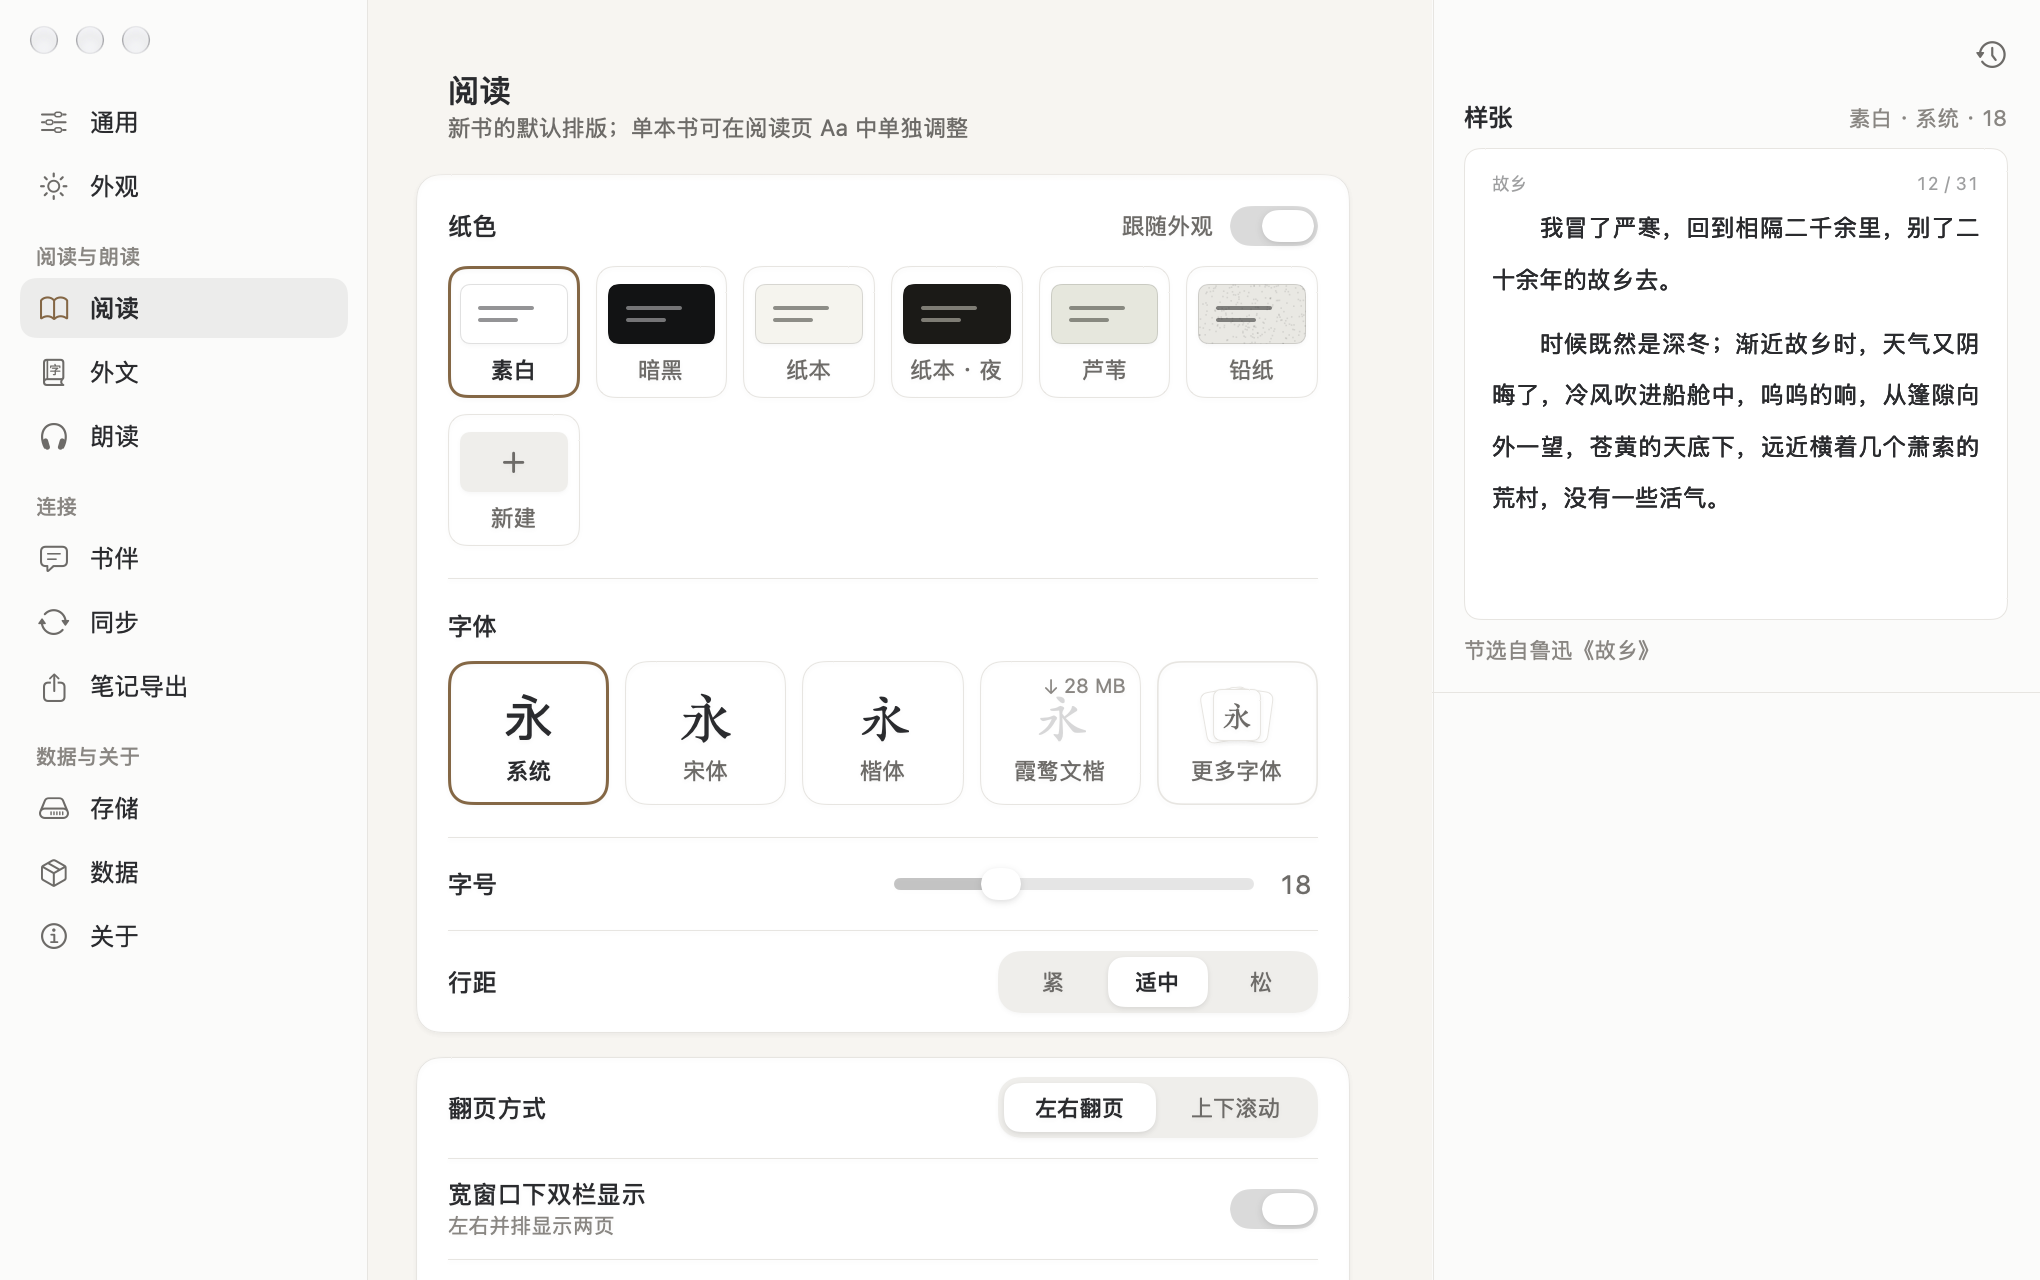 通用
外观
阅读与朗读
阅读
外文
朗读
连接
书伴
同步
笔记导出
数据与关于
存储
数据
关于
阅读
新书的默认排版；单本书可在阅读页 Aa 中单独调整
纸色
跟随外观
素白
暗黑
纸本
纸本 · 夜
芦苇
铅纸
新建
字体
永
系统
永
宋体
永
楷体
↓ 28 MB
永
霞鹜文楷
永
更多字体
字号
18
行距
紧
适中
松
翻页方式
左右翻页
上下滚动
宽窗口下双栏显示
左右并排显示两页
样张
素白 · 系统 · 18
故乡
12 / 31
我冒了严寒，回到相隔二千余里，别了二
十余年的故乡去。
时候既然是深冬；渐近故乡时，天气又阴
晦了，冷风吹进船舱中，呜呜的响，从篷隙向
外一望，苍黄的天底下，远近横着几个萧索的
荒村，没有一些活气。
节选自鲁迅《故乡》